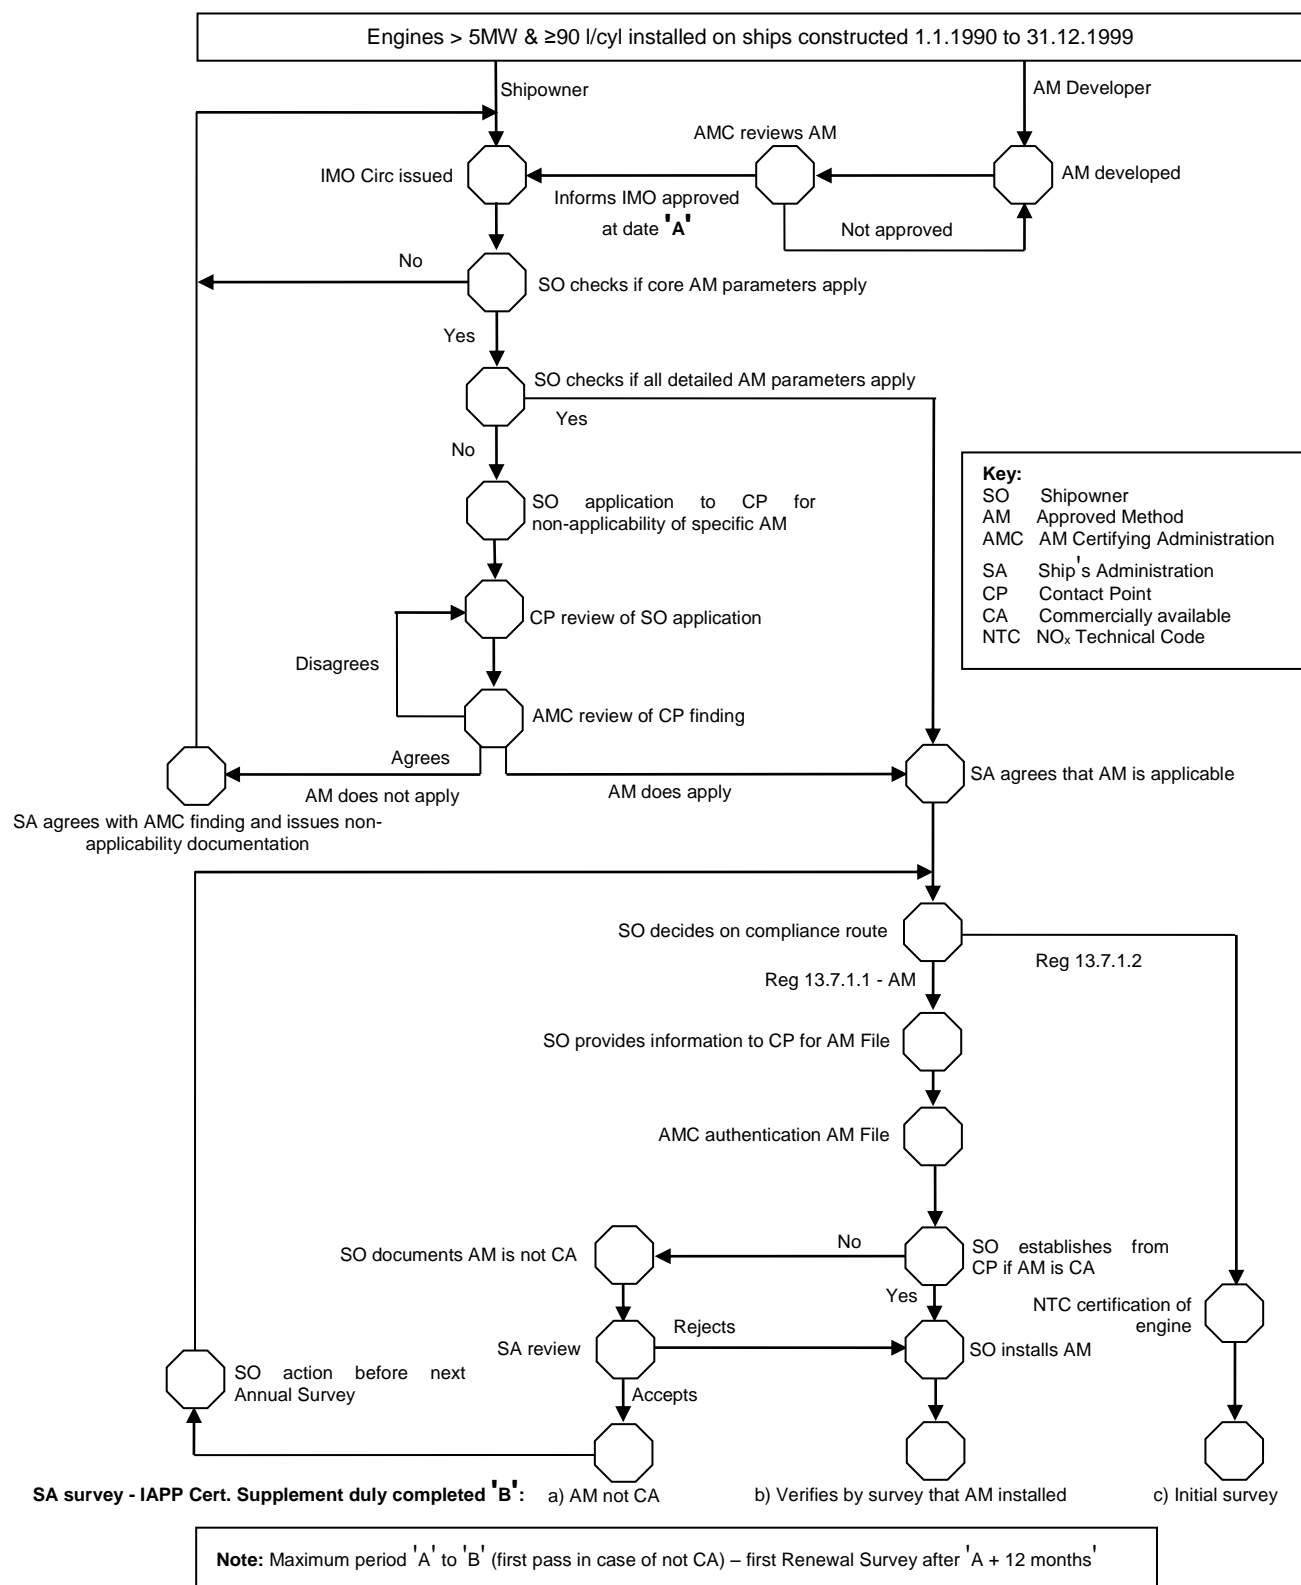 Engines > 5MW & ≥90 l/cyl installed on ships constructed 1.1.1990 to 31.12.1999
Shipowner
AM Developer
AMC reviews AM
IMO Circ issued
AM developed
Informs IMO approved
at date 'A'
Not approved
No
SO checks if core AM parameters apply
Yes
SO checks if all detailed AM parameters apply
Yes
No
SO application to CP for
non-applicability of specific AM
Key:
SO Shipowner
AM Approved Method
AMC AM Certifying Administration
SA Ship's Administration
CP Contact Point
CA Commercially available
NTC NOx Technical Code
CP review of SO application
Disagrees
AMC review of CP finding
Agrees
AM does not apply
AM does apply
SA agrees that AM is applicable
SA agrees with AMC finding and issues non-
applicability documentation
SO decides on compliance route
Reg 13.7.1.2
Reg 13.7.1.1 - AM
SO provides information to CP for AM File
AMC authentication AM File
No
SO documents AM is not CA
SO establishes from
CP if AM is CA
Yes
NTC certification of
engine
Rejects
SA review
SO installs AM
SO action before next
Annual Survey
Accepts
SA survey - IAPP Cert. Supplement duly completed 'B': a) AM not CA b) Verifies by survey that AM installed c) Initial survey
Note: Maximum period 'A' to 'B' (first pass in case of not CA) – first Renewal Survey after 'A + 12 months'